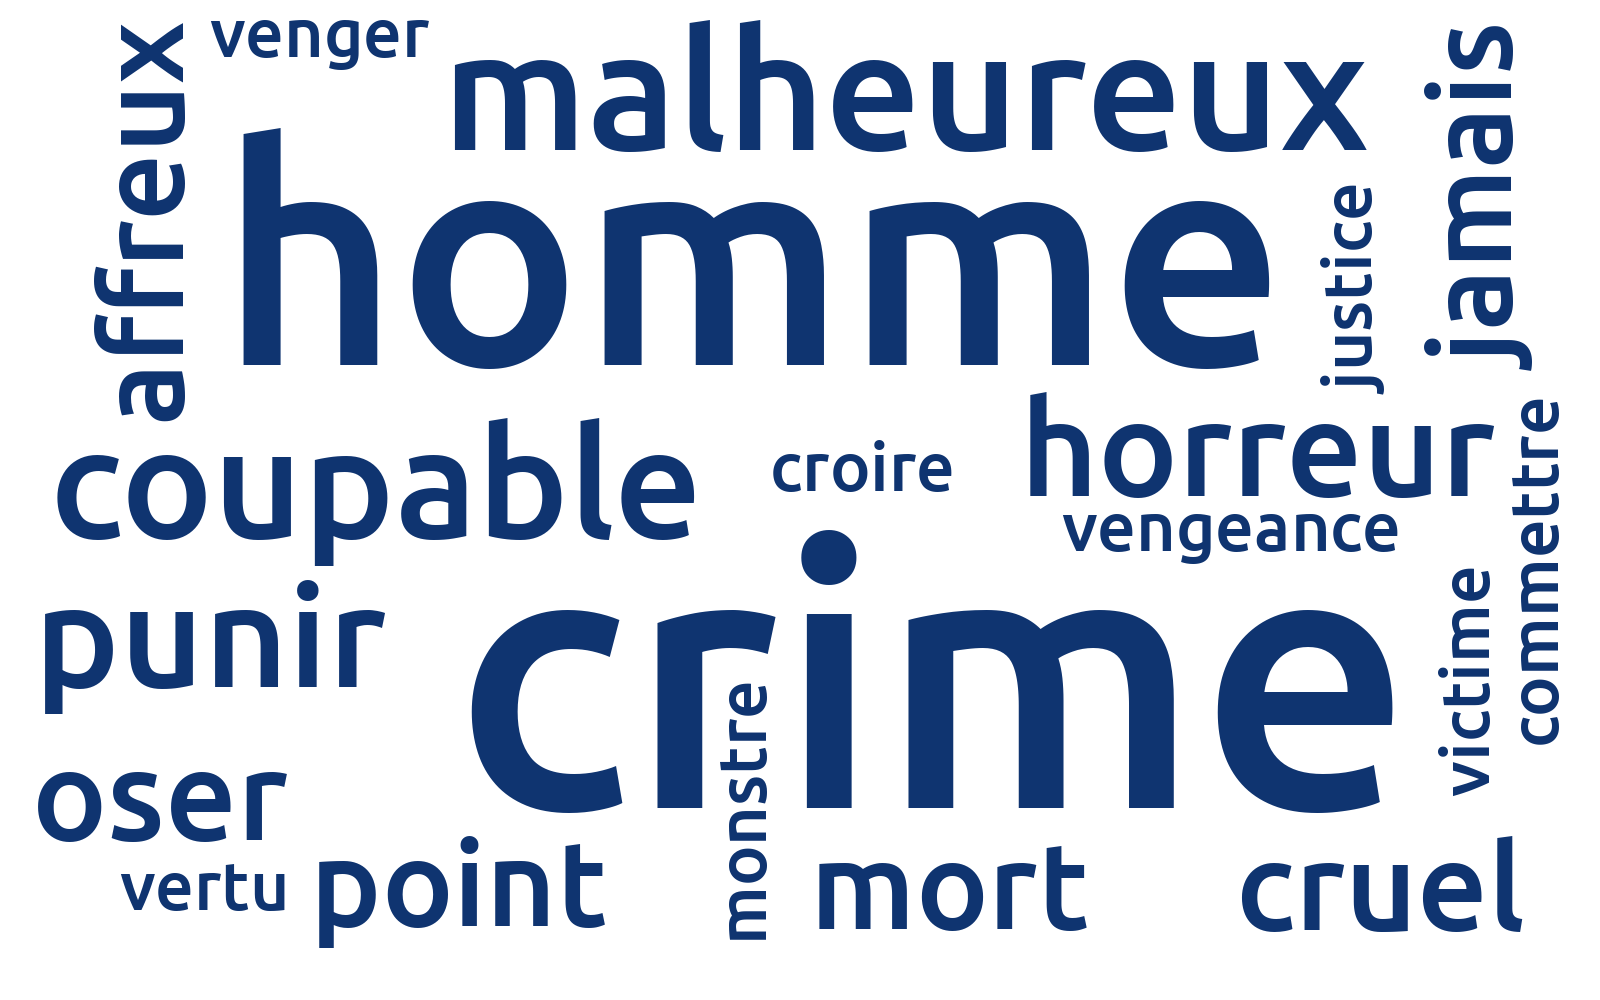 venger
malheureux
affreux
homme
jamais
justice
coupable
croire
horreur
vengeance
commettre
punir
crime
victime
monstre
oser
vertu
point
mort
cruel